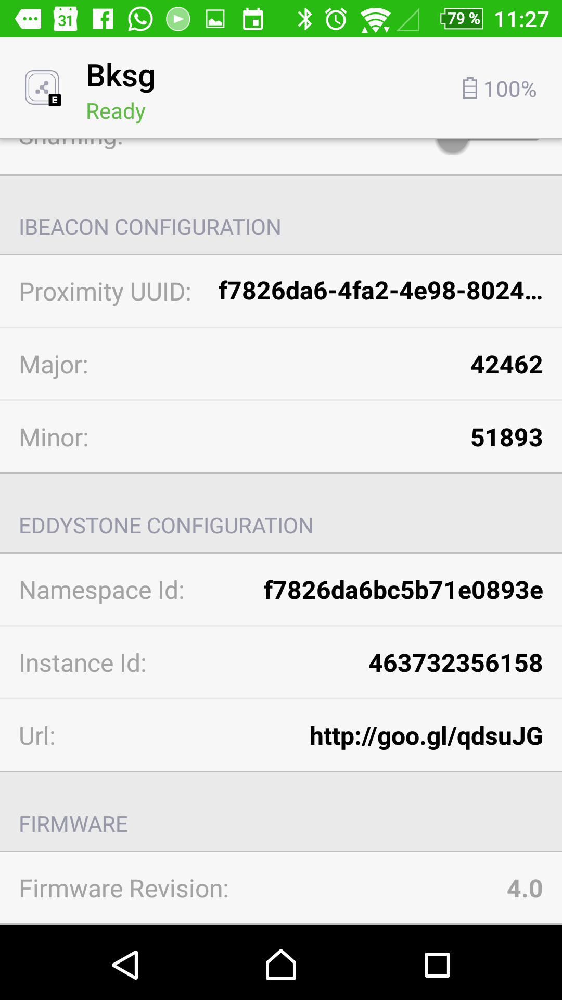 31 79 % 11:27
Bksg
E
Ready
100%
IBEACON CONFIGURATION
Proximity UUID: f7826da6-4fa2-4e98-8024...
Major: 42462
Minor: 51893
EDDYSTONE CONFIGURATION
Namespace Id: f7826da6bc5b71e0893e
Instance Id: 463732356158
Url: http://goo.gl/qdsuJG
FIRMWARE
Firmware Revision: 4.0